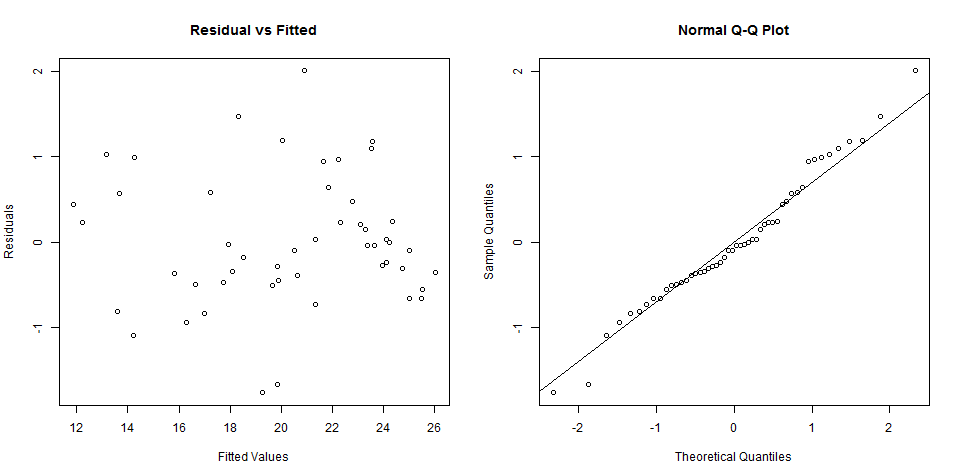 Residual vs Fitted
Residuals
2
1
0
-1
12 14 16 18 20 22 24 26
Fitted Values
Normal Q-Q Plot
Sample Quantiles
2
1
0
-1
-2 -1 0 1 2
Theoretical Quantiles